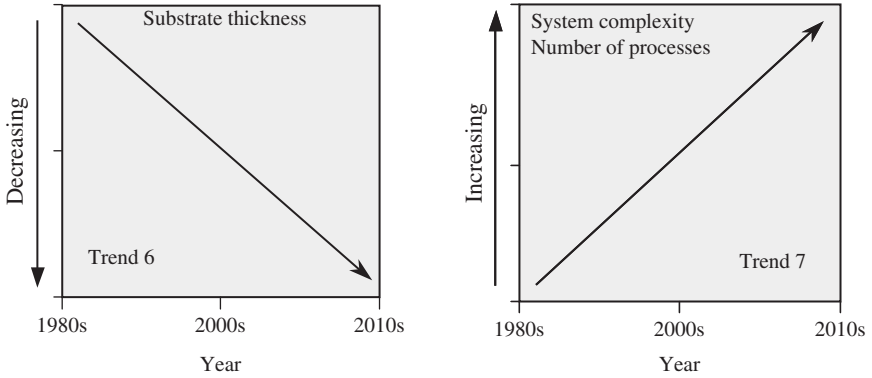 Substrate thickness
Decreasing
Trend 6
1980s 2000s 2010s
Year
System complexity
Number of processes
Increasing
Trend 7
1980s 2000s 2010s
Year